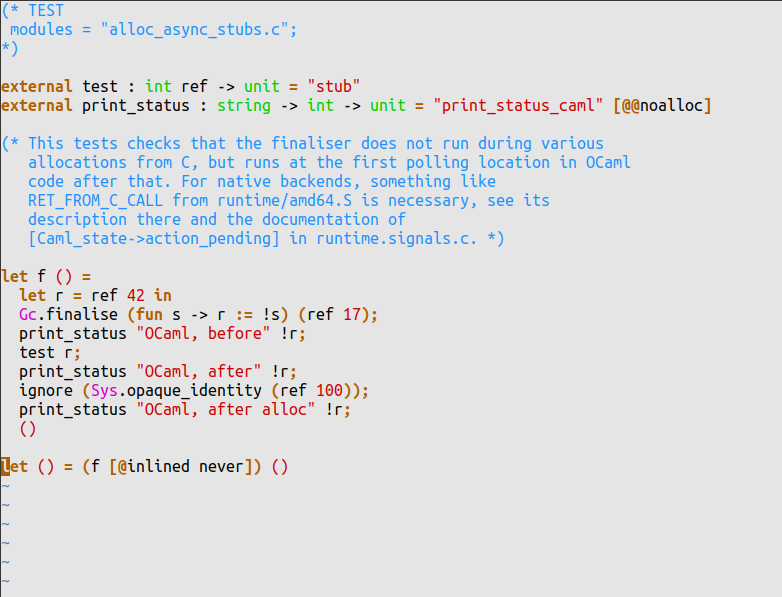 (* TEST
 modules = "alloc_async_stubs.c";
*)

external test : int ref -> unit = "stub"
external print_status : string -> int -> unit = "print_status_caml" [@@noalloc]

(* This tests checks that the finaliser does not run during various
   allocations from C, but runs at the first polling location in OCaml
   code after that. For native backends, something like
   RET_FROM_C_CALL from runtime/amd64.S is necessary, see its
   description there and the documentation of
   [Caml_state->action_pending] in runtime.signals.c. *)

let f () =
  let r = ref 42 in
  Gc.finalise (fun s -> r := !s) (ref 17);
  print_status "OCaml, before" !r;
  test r;
  print_status "OCaml, after" !r;
  ignore (Sys.opaque_identity (ref 100));
  print_status "OCaml, after alloc" !r;
  ()

let () = (f [@inlined never]) ()
~
~
~
~
~
~